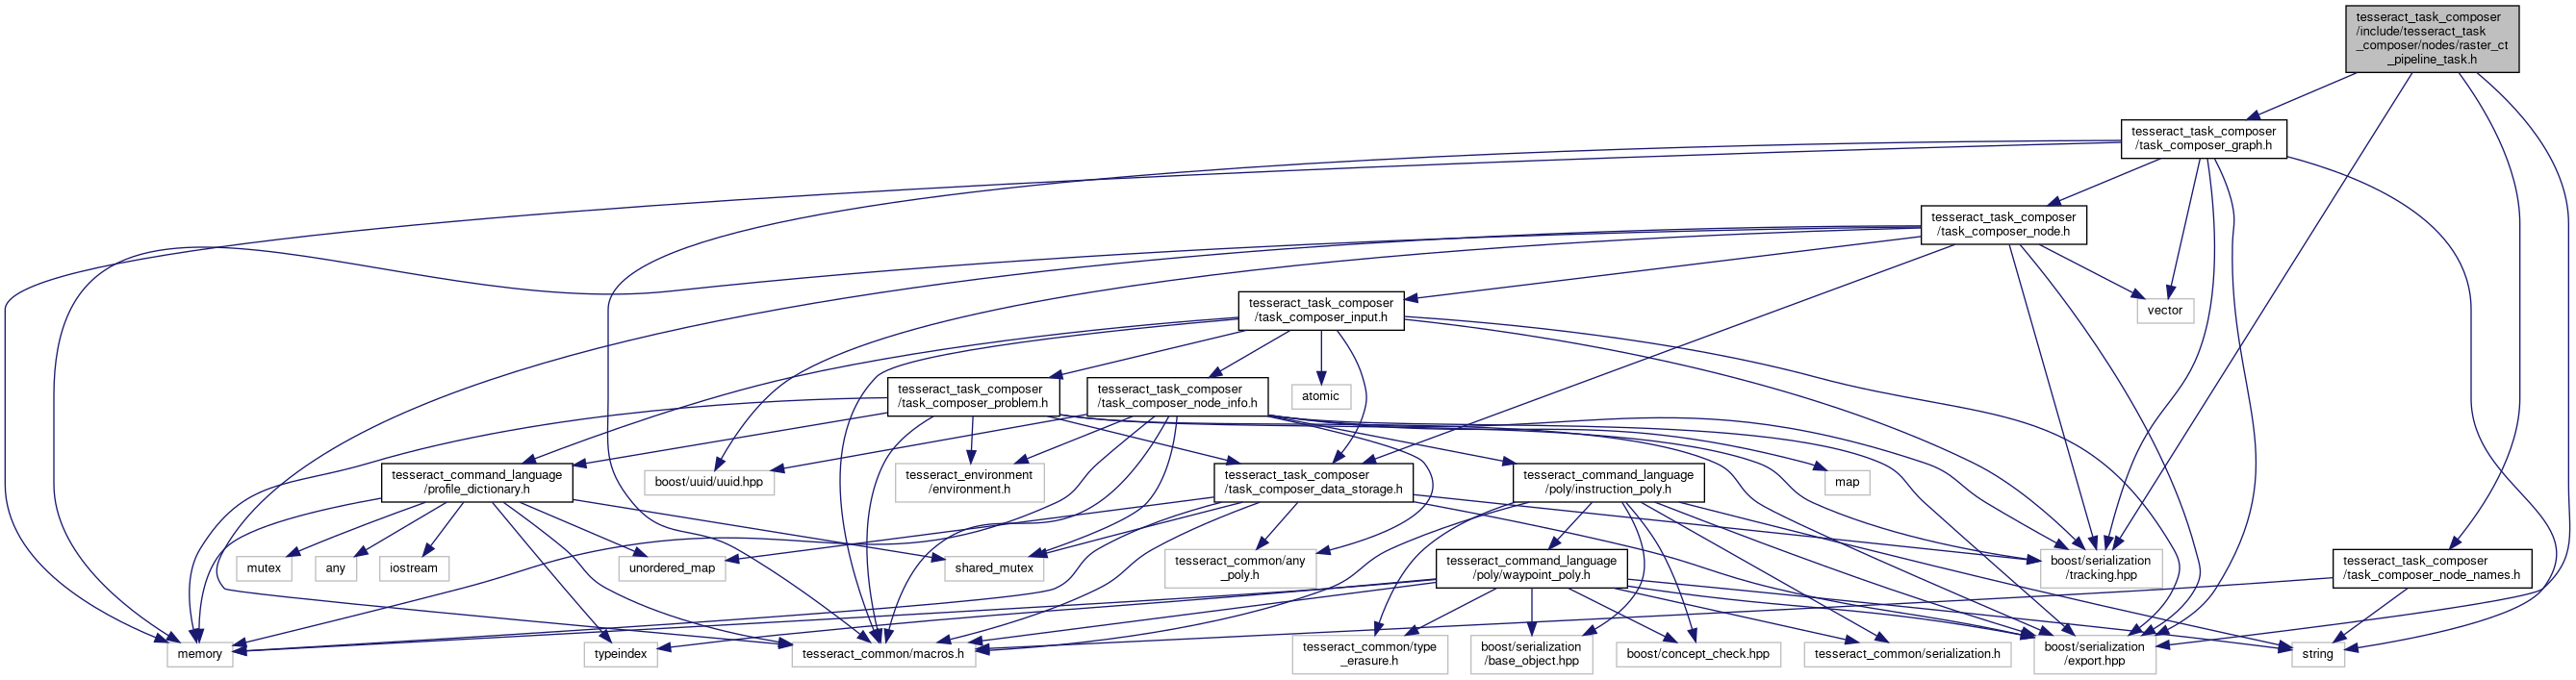 tesseract_task_composer
/include/tesseract_task
_composer/nodes/raster_ct
_pipeline_task.h
tesseract_task_composer
/task_composer_graph.h
tesseract_task_composer
/task_composer_node.h
tesseract_task_composer
/task_composer_input.h
vector
tesseract_task_composer
/task_composer_problem.h
tesseract_task_composer
/task_composer_node_info.h
atomic
tesseract_command_language
/profile_dictionary.h
boost/uuid/uuid.hpp
tesseract_environment
/environment.h
tesseract_task_composer
/task_composer_data_storage.h
tesseract_command_language
/poly/instruction_poly.h
map
mutex
any
iostream
unordered_map
shared_mutex
tesseract_common/any
_poly.h
tesseract_command_language
/poly/waypoint_poly.h
boost/serialization
/tracking.hpp
tesseract_task_composer
/task_composer_node_names.h
memory
typeindex
tesseract_common/macros.h
tesseract_common/type
_erasure.h
boost/serialization
/base_object.hpp
boost/concept_check.hpp
tesseract_common/serialization.h
boost/serialization
/export.hpp
string